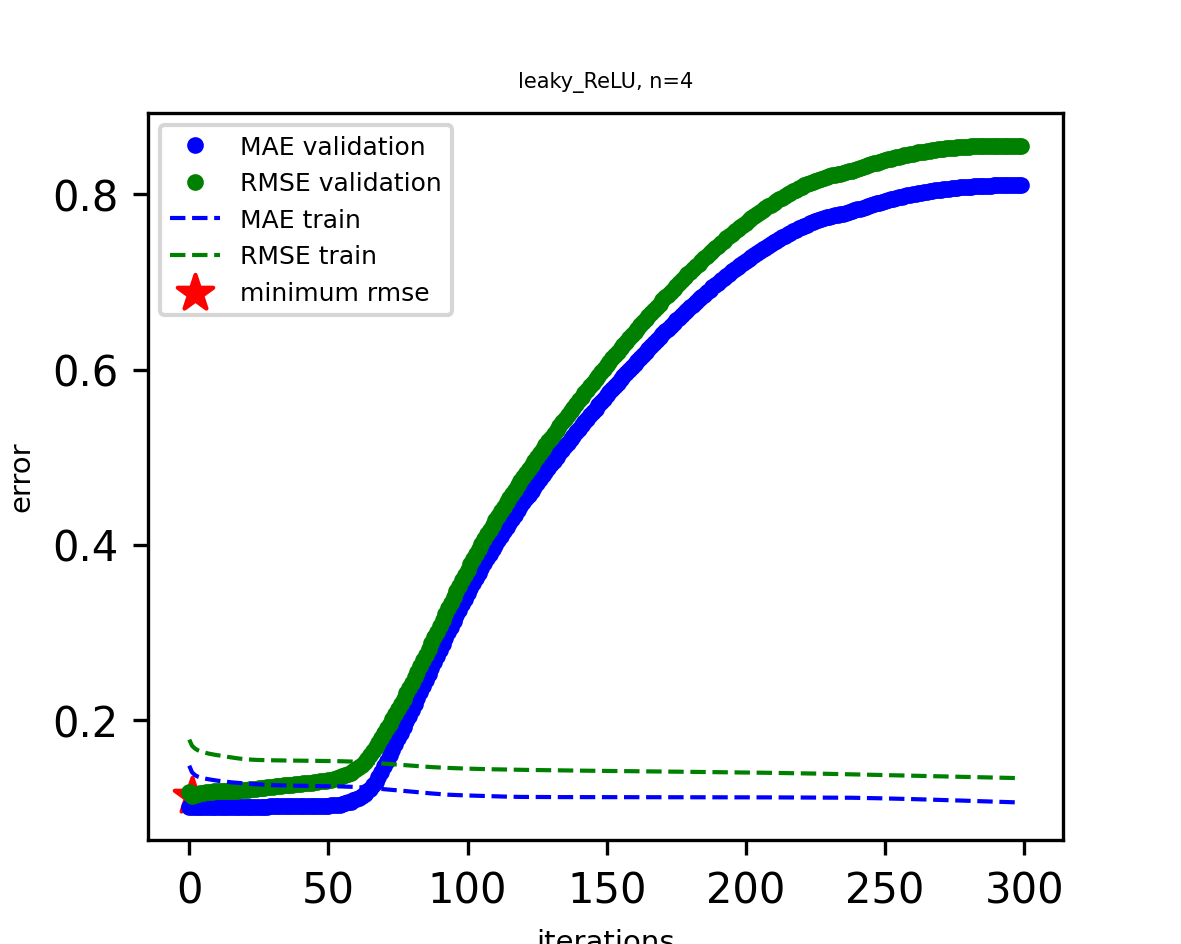 leaky_ReLU, n=4
MAE validation
RMSE validation
MAE train
RMSE train
minimum rmse
error
0.8
0.6
0.4
0.2
0 50 100 150 200 250 300
iterations